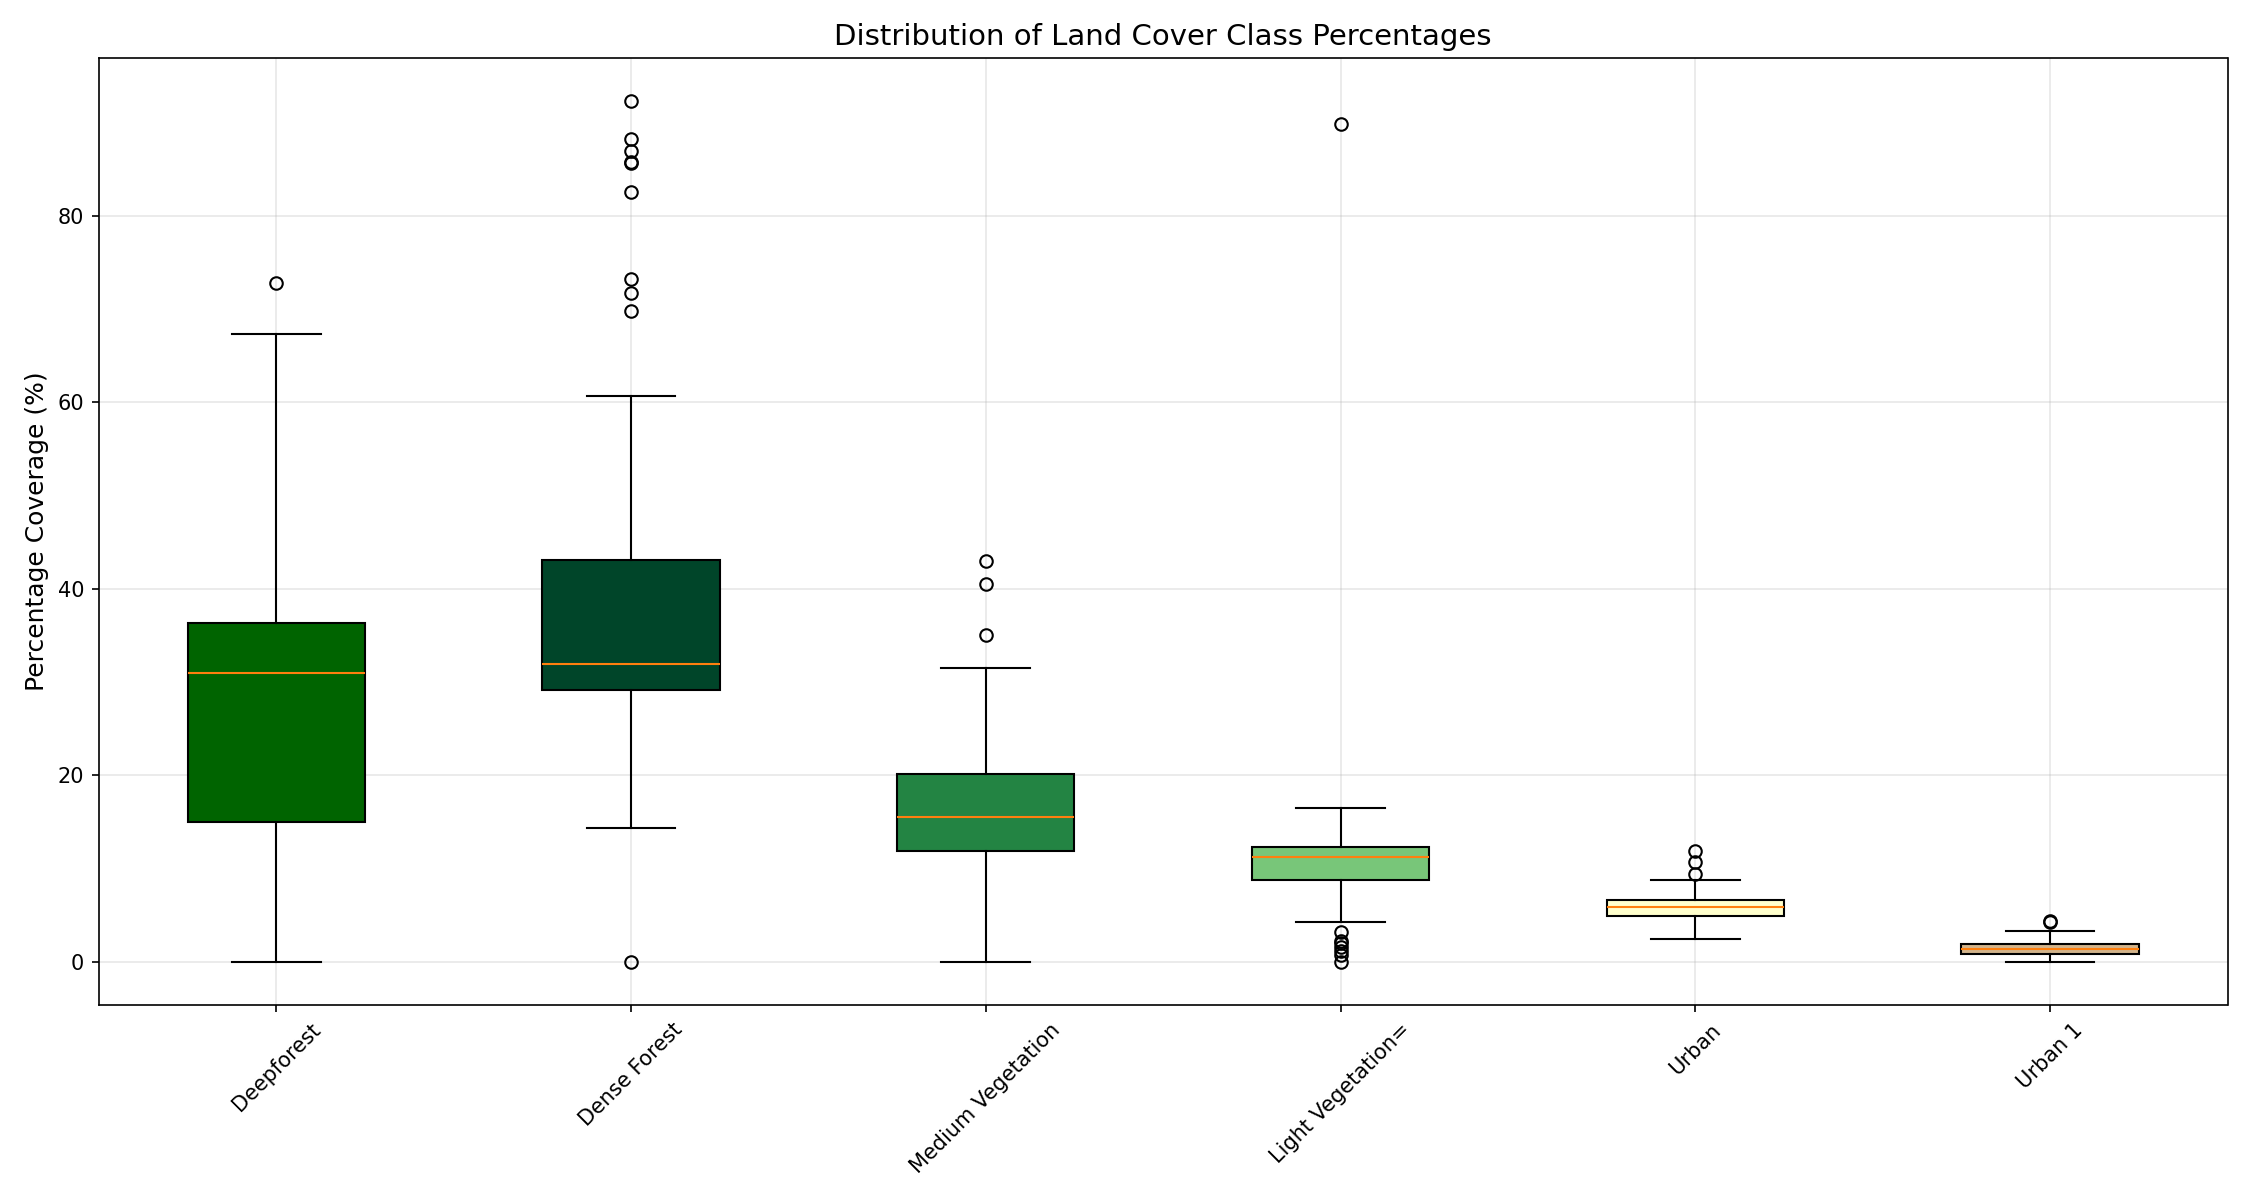 Distribution of Land Cover Class Percentages
Percentage Coverage (%)
80
60
40
20
0
Deepforest
Dense Forest
Medium Vegetation
Light Vegetation=
Urban
Urban 1